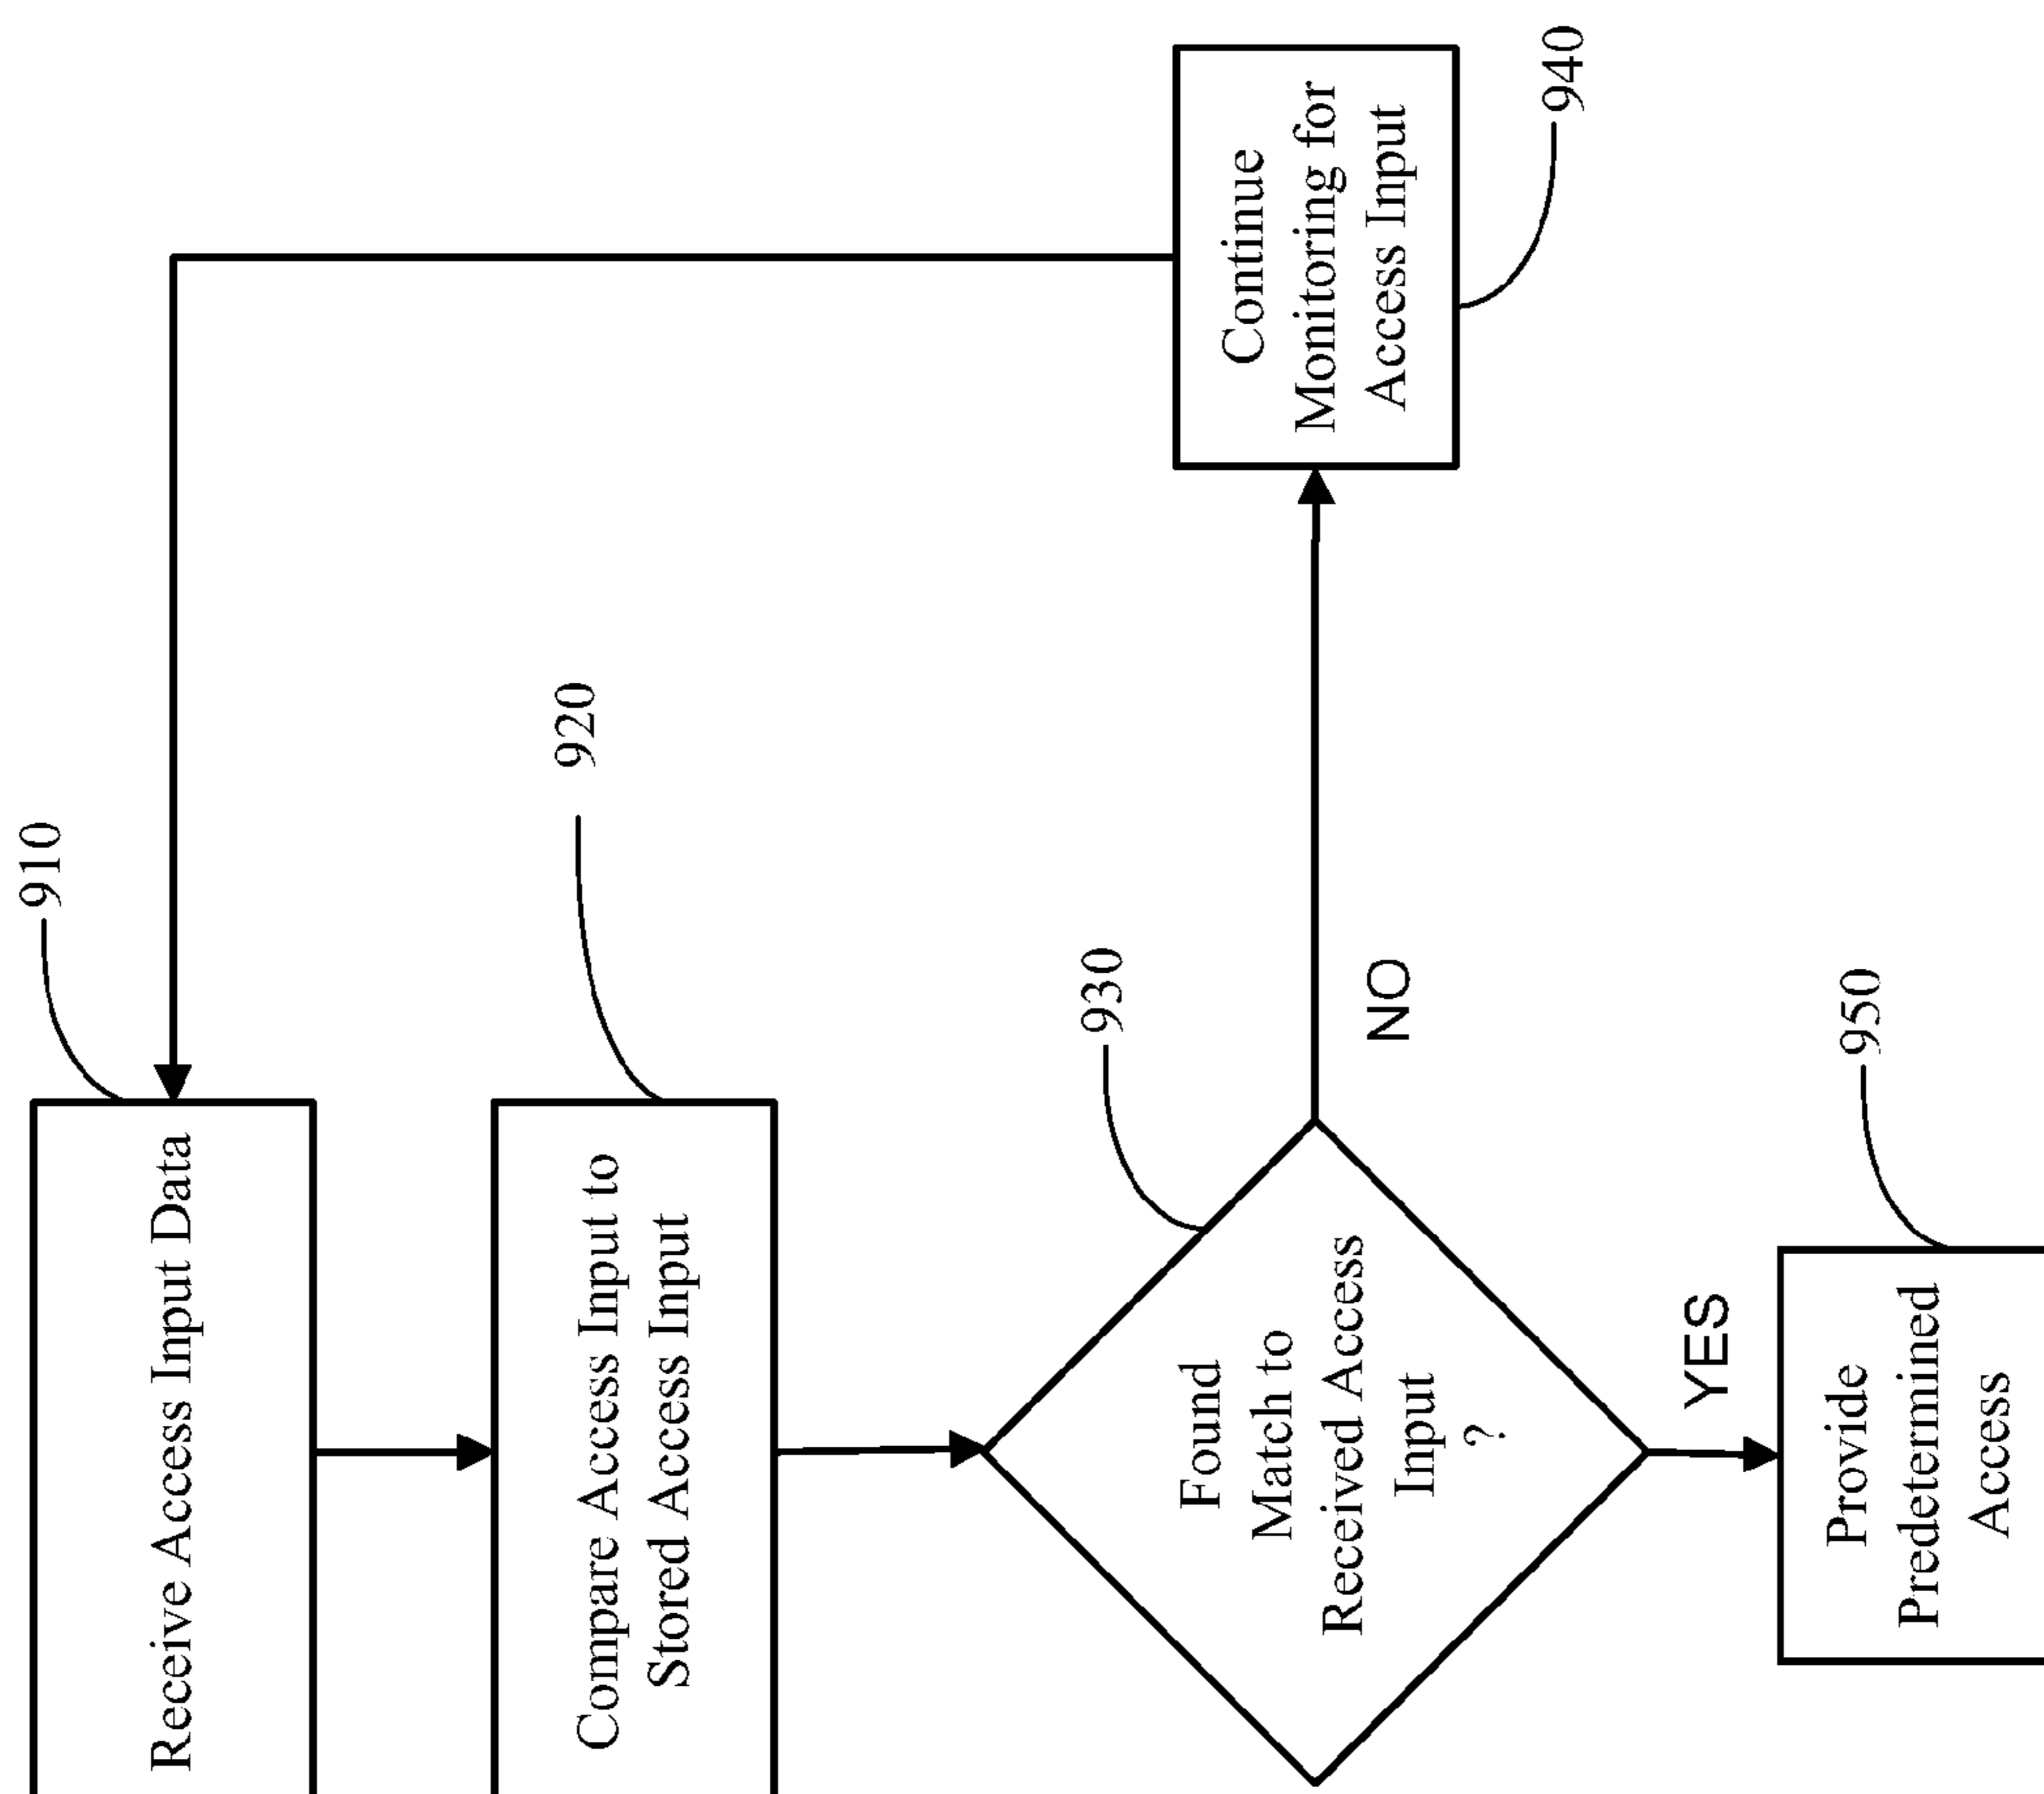 910
Receive Access Input Data
920
Compare Access Input to
Stored Access Input
930
Found
Match to
Received Access
Input
?
NO
940
Continue
Monitoring for
Access Input
YES
950
Provide
Predetermined
Access